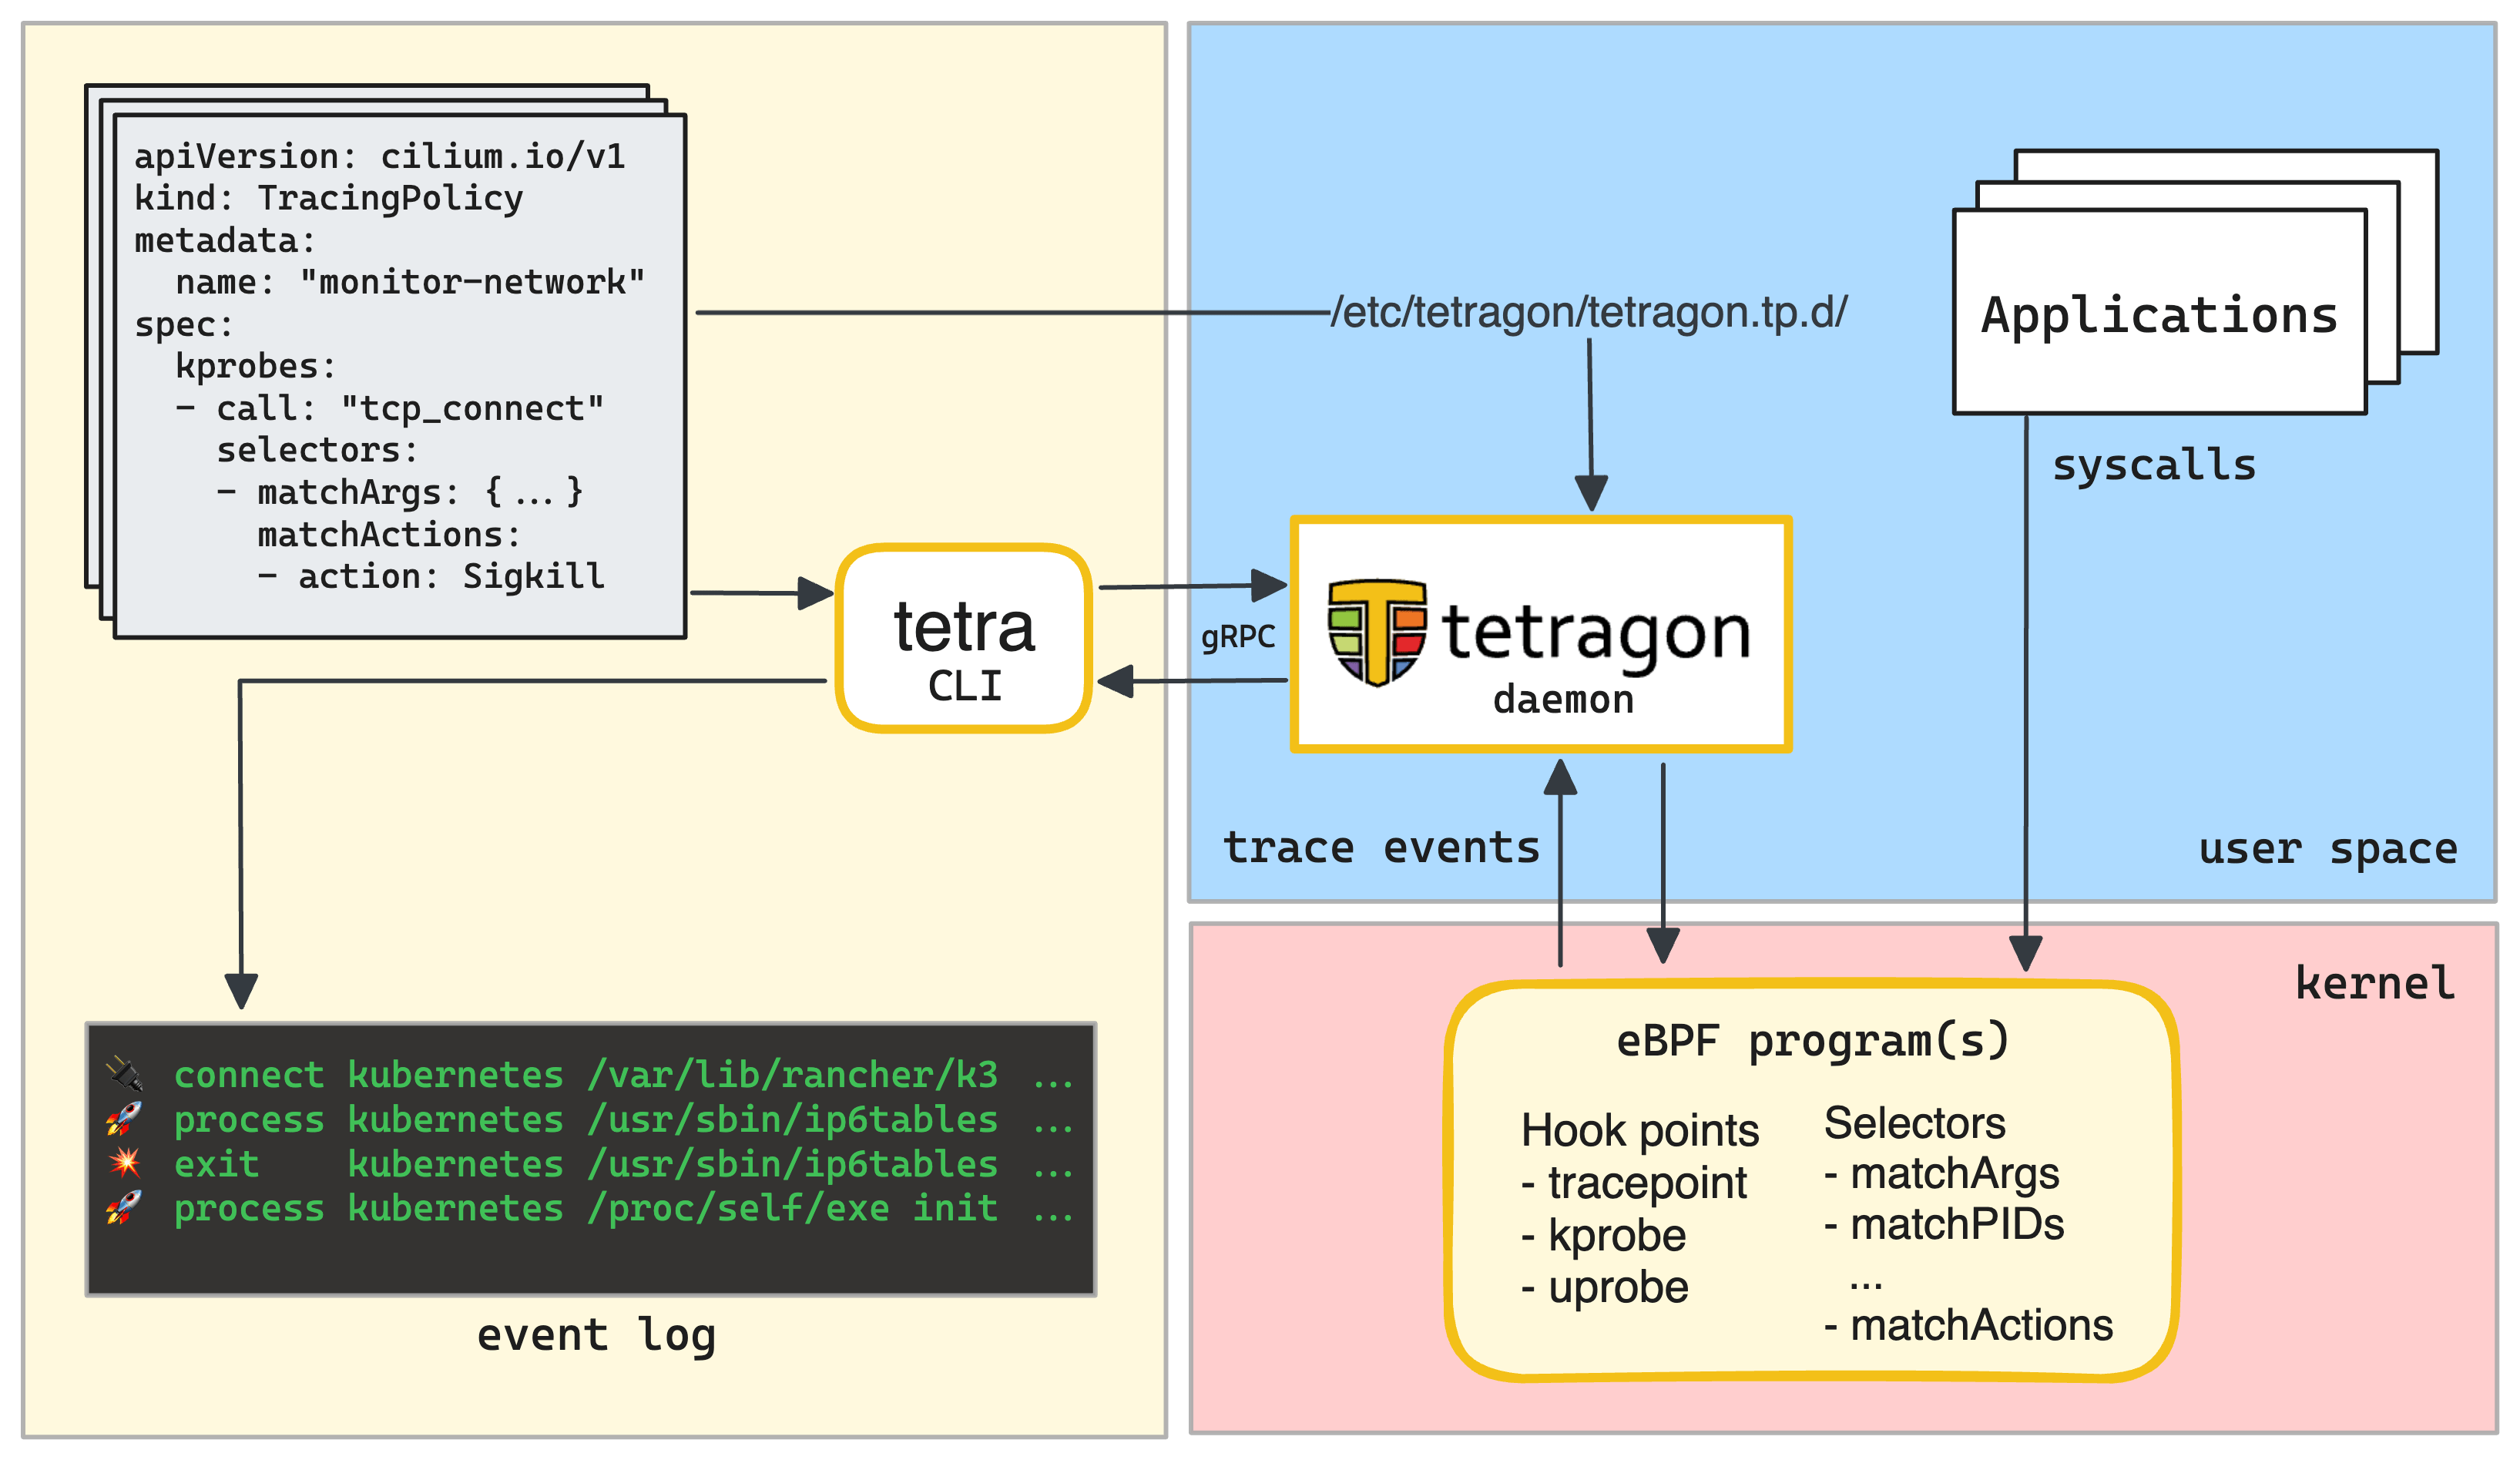 apiVersion: cilium.io/v1
kind: TracingPolicy
metadata:
  name: "monitor-network"
spec:
  kprobes:
  - call: "tcp_connect"
    selectors:
    - matchArgs: { ... }
      matchActions:
      - action: Sigkill
/etc/tetragon/tetragon.tp.d/
Applications
syscalls
tetra
CLI
gRPC
tetragon
daemon
trace events
user space
kernel
eBPF program(s)
Hook points
- tracepoint
- kprobe
- uprobe
Selectors
- matchArgs
- matchPIDs
...
- matchActions
connect kubernetes /var/lib/rancher/k3 ...
process kubernetes /usr/sbin/ip6tables ...
exit kubernetes /usr/sbin/ip6tables ...
process kubernetes /proc/self/exe init ...
event log